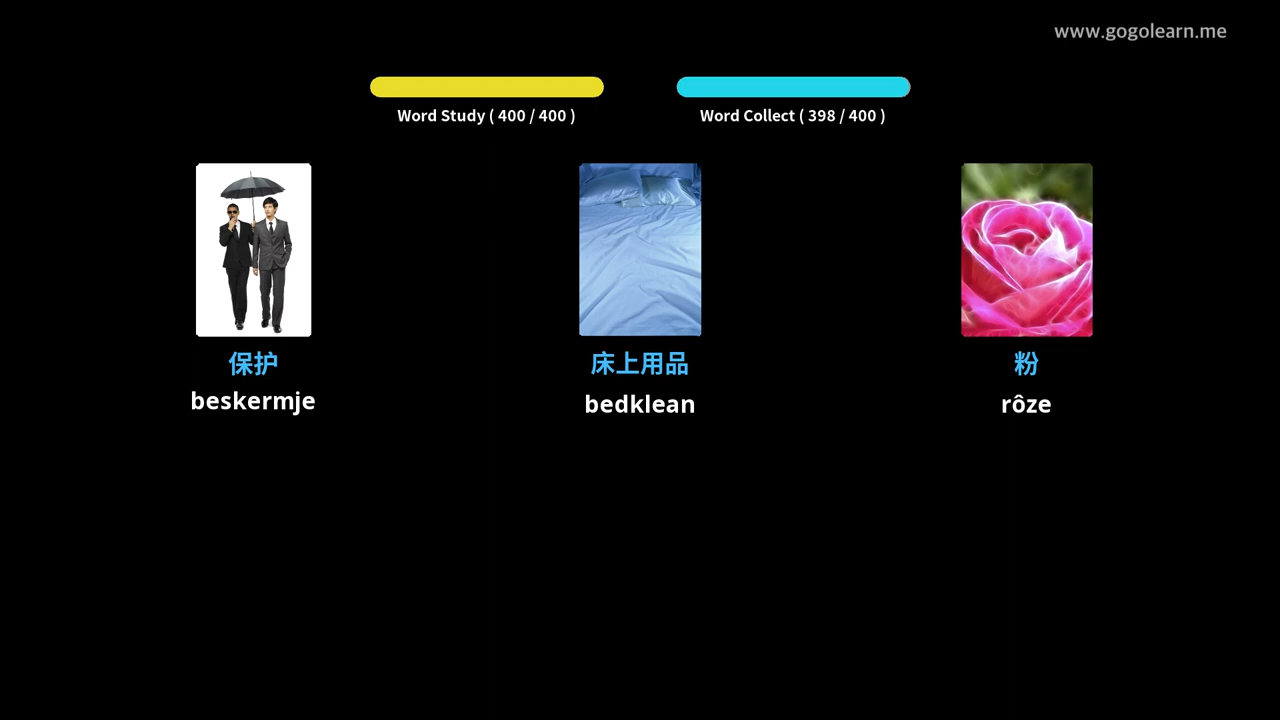 www.gogolearn.me
Word Study ( 400 / 400 )
Word Collect ( 398 / 400 )
保护
床上用品
粉
beskermje
bedklean
rôze